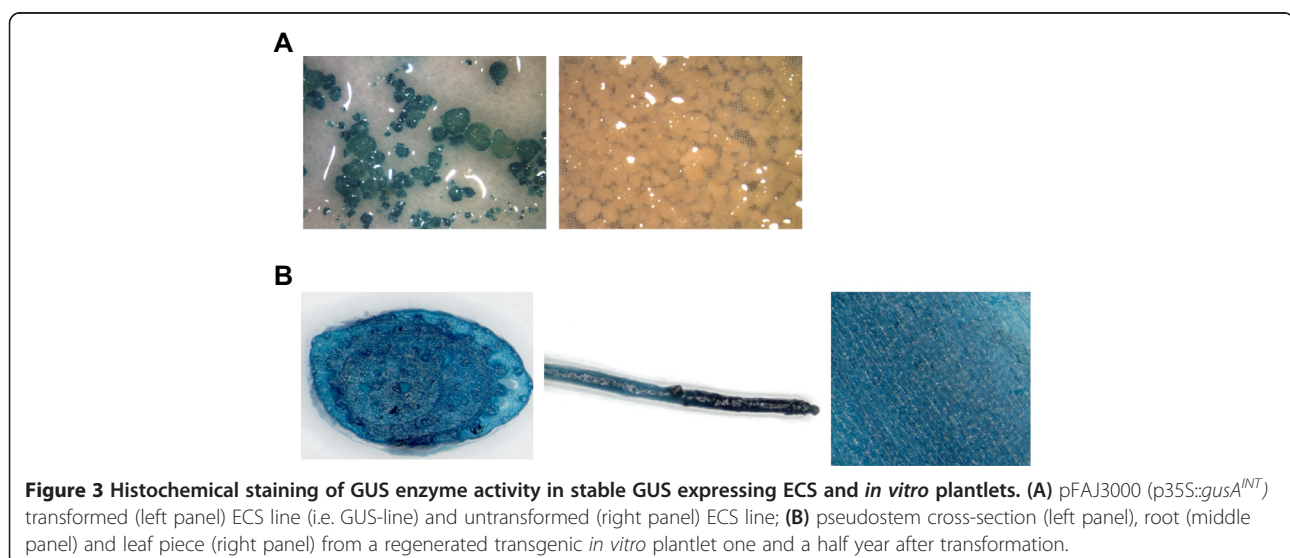 A
B
Figure 3 Histochemical staining of GUS enzyme activity in stable GUS expressing ECS and in vitro plantlets. (A) pFAJ3000 (p35S::gusA^INT)
transformed (left panel) ECS line (i.e. GUS-line) and untransformed (right panel) ECS line; (B) pseudostem cross-section (left panel), root (middle
panel) and leaf piece (right panel) from a regenerated transgenic in vitro plantlet one and a half year after transformation.